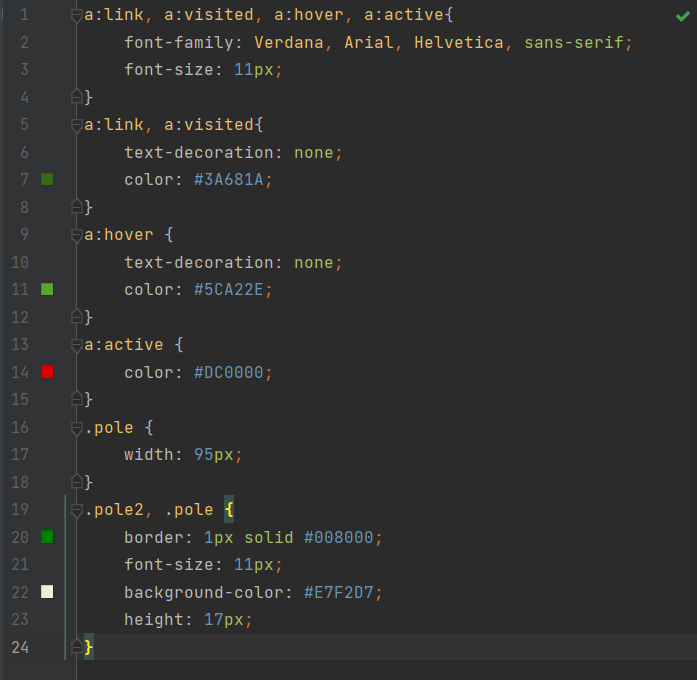 1 a:link, a:visited, a:hover, a:active{
2 font-family: Verdana, Arial, Helvetica, sans-serif;
3 font-size: 11px;
4 }
5 a:link, a:visited{
6 text-decoration: none;
7 color: #3A681A;
8 }
9 a:hover {
10 text-decoration: none;
11 color: #5CA22E;
12 }
13 a:active {
14 color: #DC0000;
15 }
16 .pole {
17 width: 95px;
18 }
19 .pole2, .pole {
20 border: 1px solid #008000;
21 font-size: 11px;
22 background-color: #E7F2D7;
23 height: 17px;
24 }